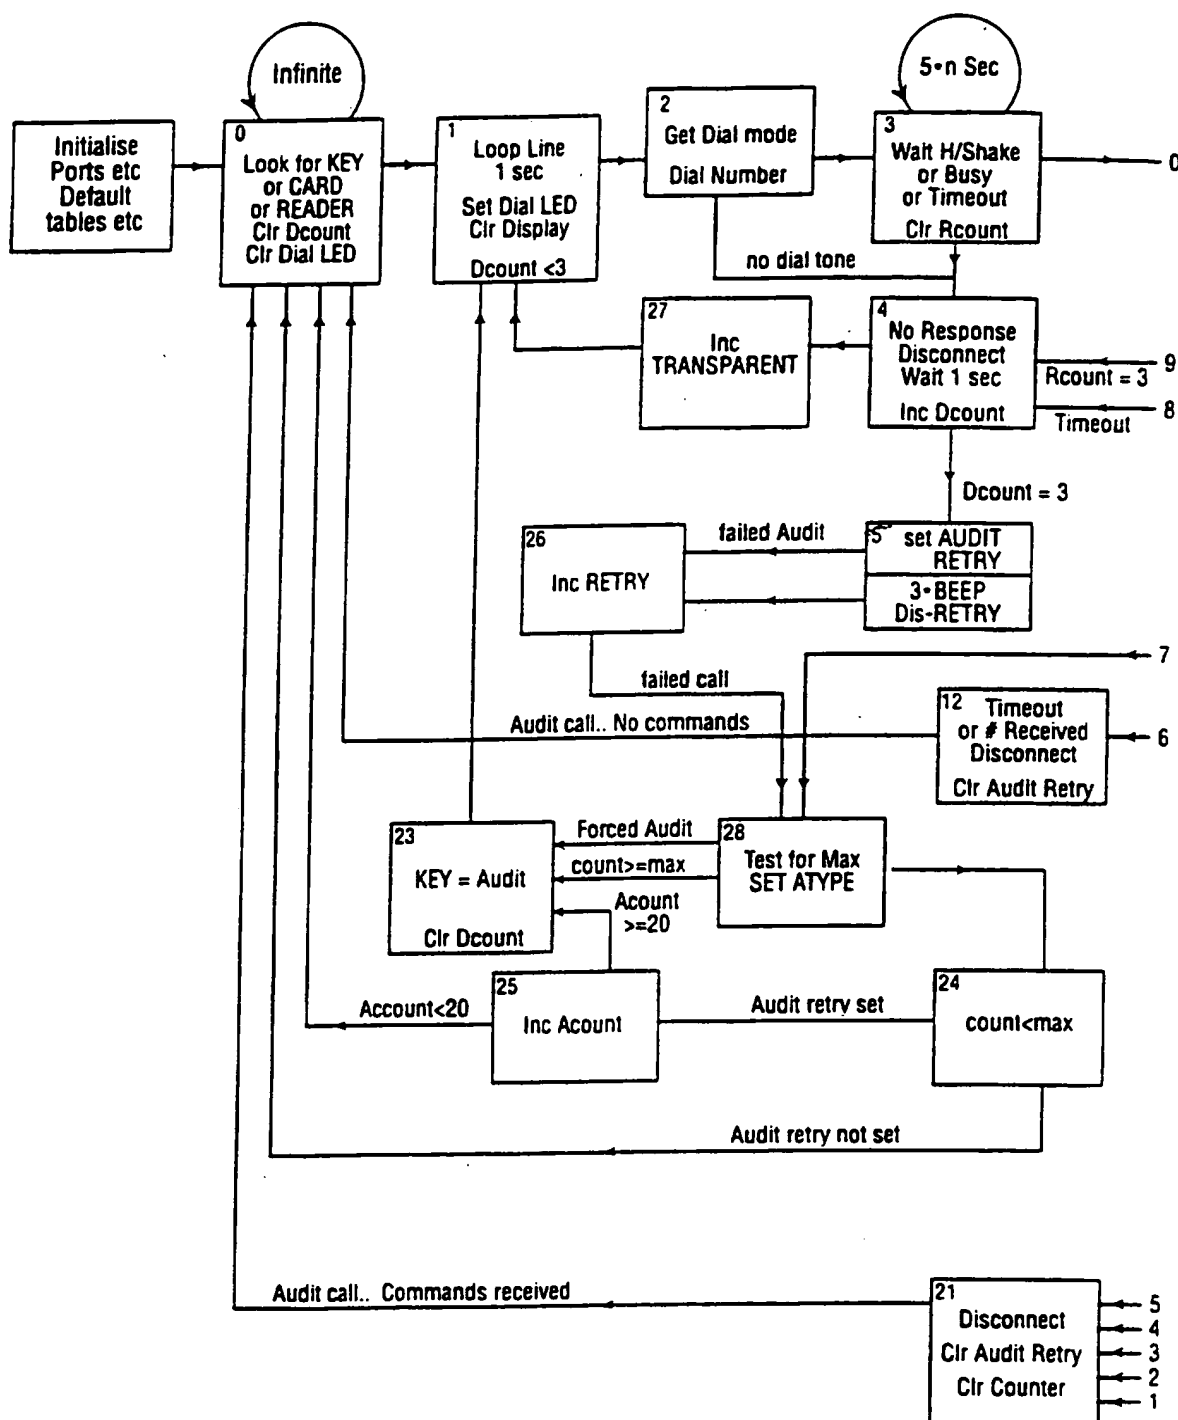 Infinite
5•n Sec
Initialise
Ports etc
Default
tables etc
0
Look for KEY
or CARD
or READER
Clr Dcount
Clr Dial LED
1
Loop Line
1 sec
Set Dial LED
Clr Display
Dcount <3
2
Get Dial mode
Dial Number
3
Wait H/Shake
or Busy
or Timeout
Clr Rcount
0
no dial tone
27
Inc
TRANSPARENT
4
No Response
Disconnect
Wait 1 sec
Inc Dcount
9
Rcount = 3
8
Timeout
Dcount = 3
26
Inc RETRY
failed Audit
5
set AUDIT
RETRY
3•BEEP
Dis-RETRY
7
failed call
12
Timeout
or # Received
Disconnect
Clr Audit Retry
6
Audit call.. No commands
23
KEY = Audit
Clr Dcount
Forced Audit
count>=max
Acount
>=20
28
Test for Max
SET ATYPE
25
Inc Acount
Account<20
Audit retry set
24
count<max
Audit retry not set
Audit call.. Commands received
21
Disconnect
Clr Audit Retry
Clr Counter
5
4
3
2
1